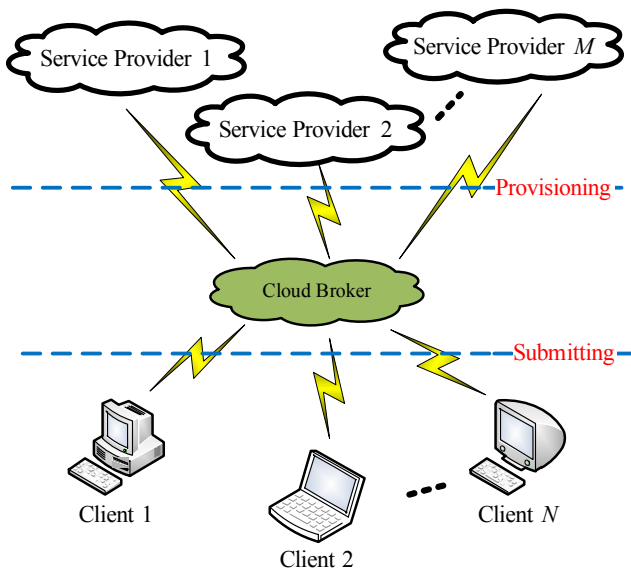 Service Provider 1
Service Provider M
Service Provider 2
Provisioning
Cloud Broker
Submitting
Client 1
Client N
Client 2